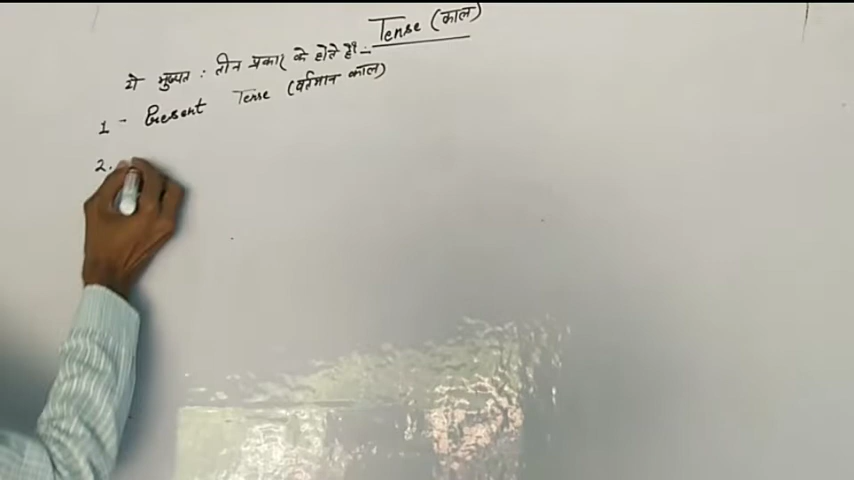 Tense (काल)
ये मुख्यत : तीन प्रकार के होते है! :-
1 - Present Tense (वर्तमान काल)
2.